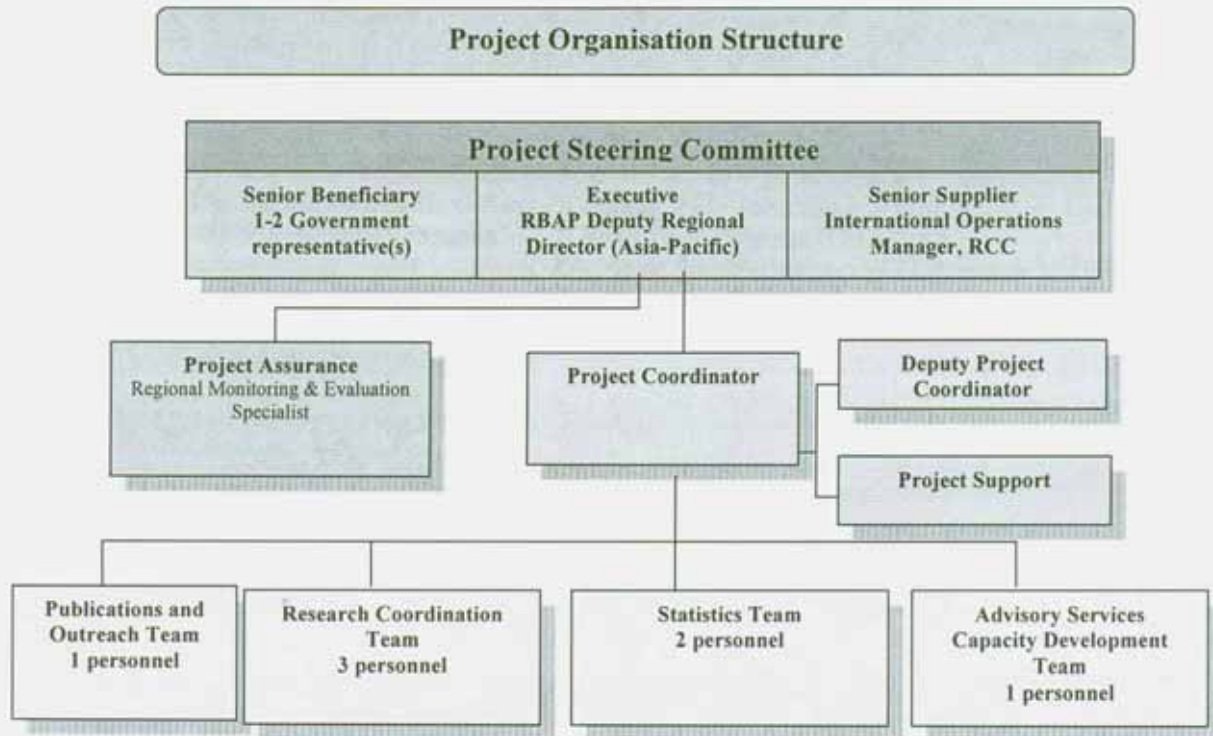 Project Organisation Structure
Project Steering Committee
Senior Beneficiary
1-2 Government
representative(s)
Executive
RBAP Deputy Regional
Director (Asia-Pacific)
Senior Supplier
International Operations
Manager, RCC
Project Assurance
Regional Monitoring & Evaluation
Specialist
Project Coordinator
Deputy Project
Coordinator
Project Support
Publications and
Outreach Team
1 personnel
Research Coordination
Team
3 personnel
Statistics Team
2 personnel
Advisory Services
Capacity Development
Team
1 personnel